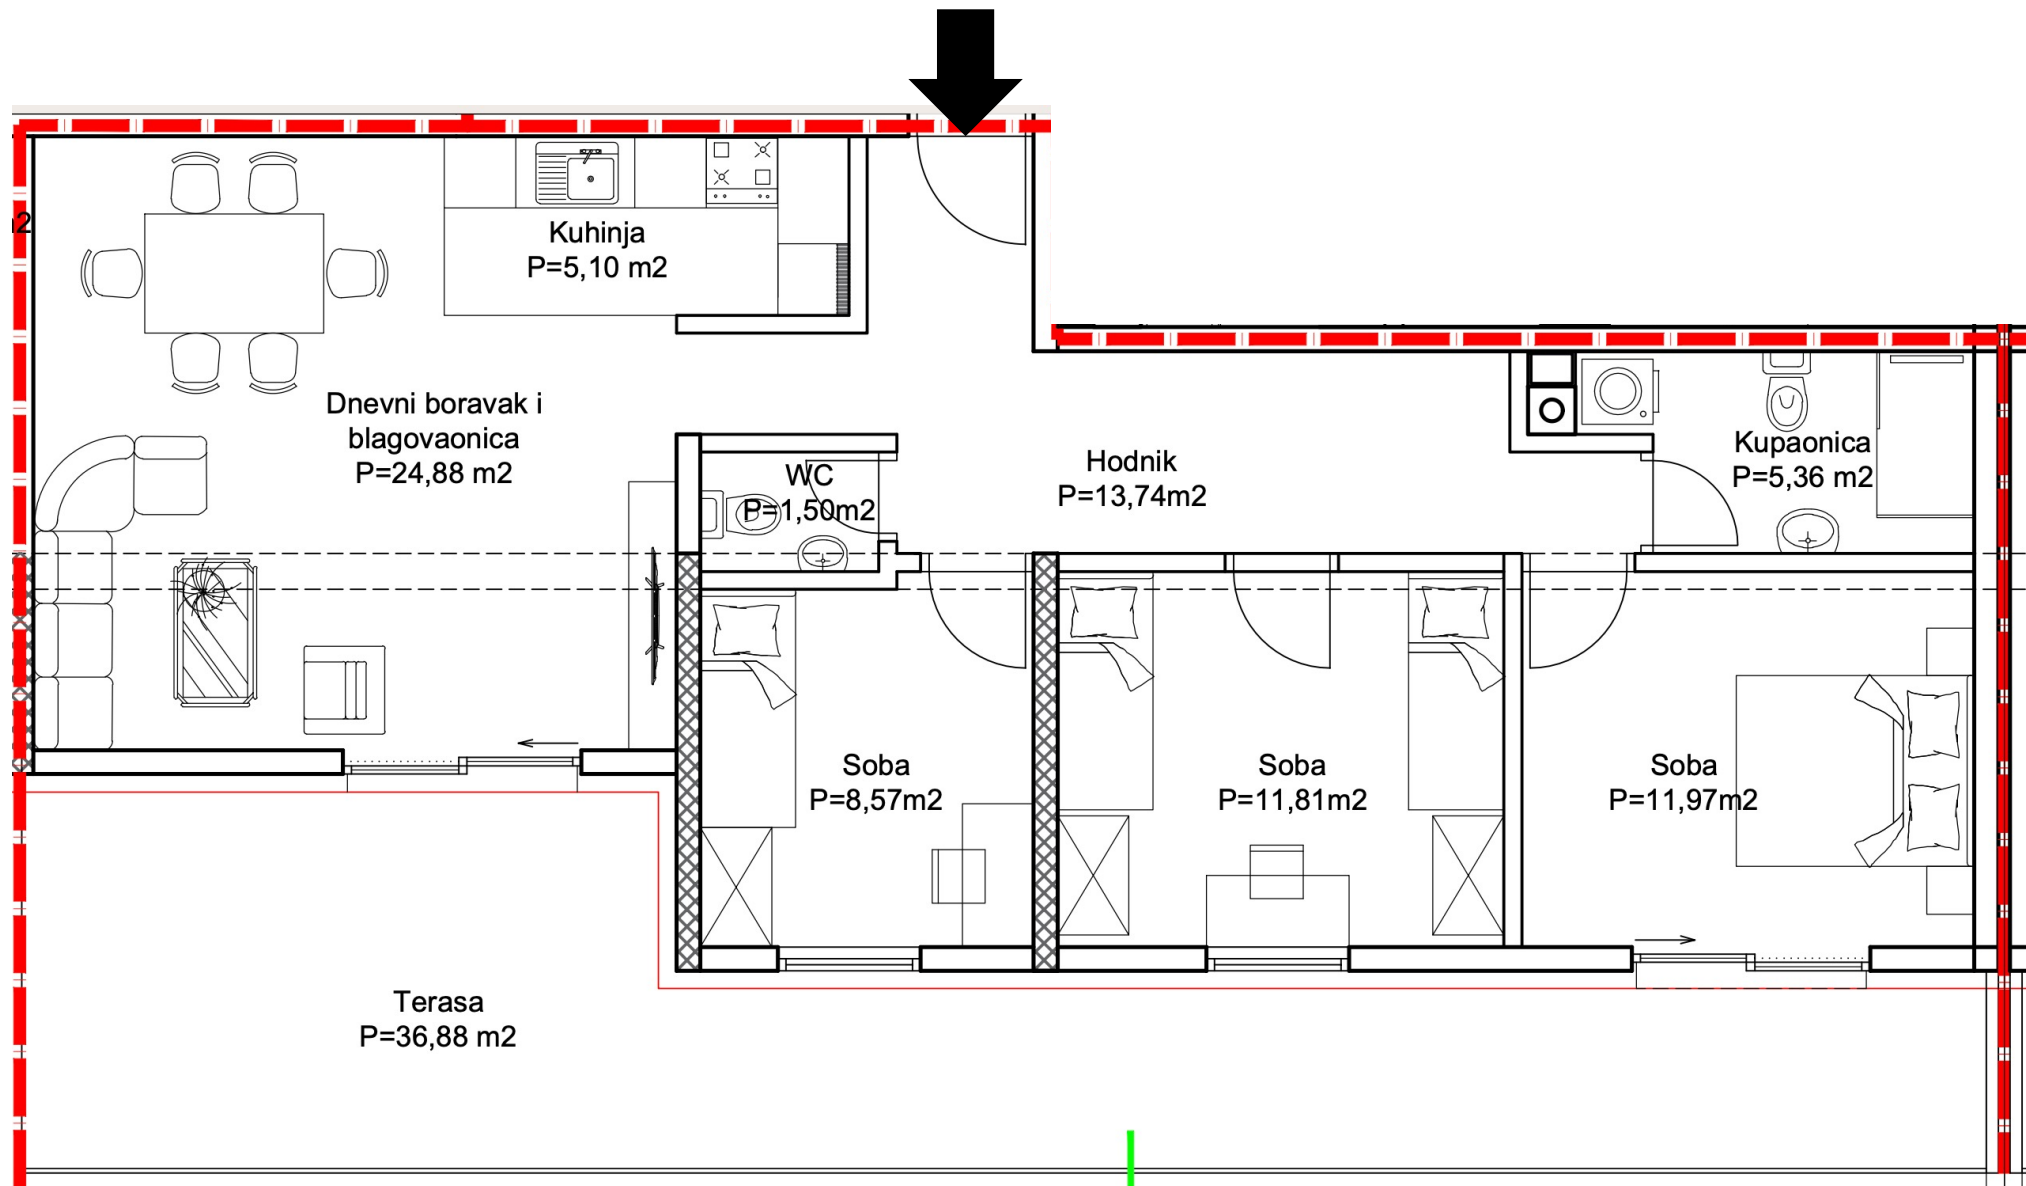 Kuhinja
P=5,10 m2
Dnevni boravak i
blagovaonica
P=24,88 m2
WC
P=1,50m2
Hodnik
P=13,74m2
Kupaonica
P=5,36 m2
Soba
P=8,57m2
Soba
P=11,81m2
Soba
P=11,97m2
Terasa
P=36,88 m2